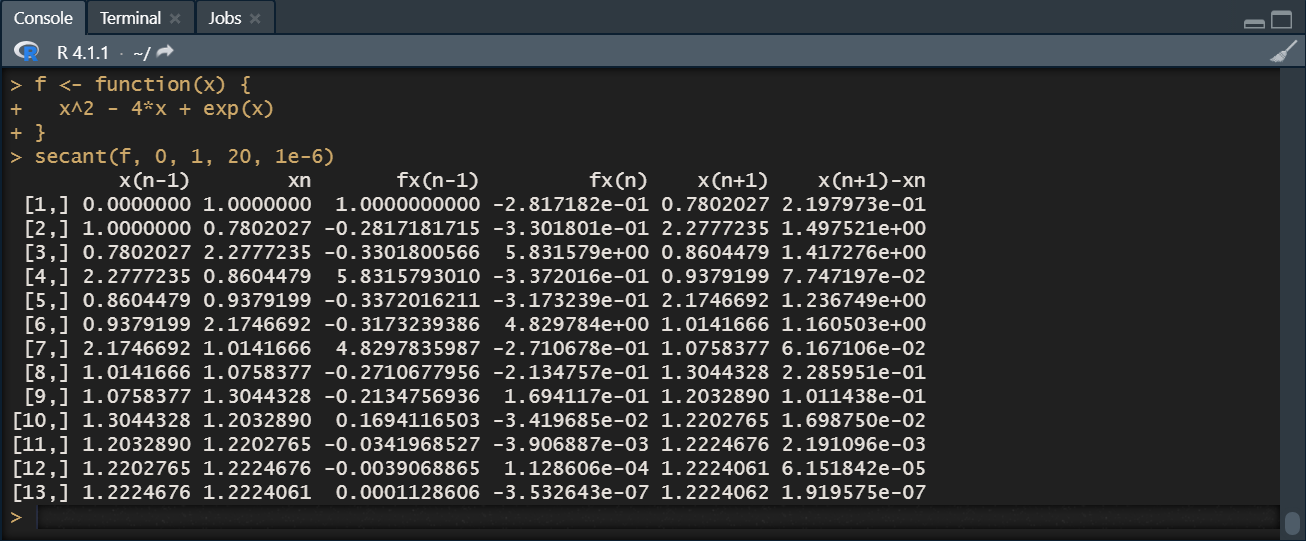 Console Terminal Jobs
R 4.1.1 · ~/
> f <- function(x) {
+   x^2 - 4*x + exp(x)
+ }
> secant(f, 0, 1, 20, 1e-6)
         x(n-1)        xn       fx(n-1)         fx(n)    x(n+1)    x(n+1)-xn
 [1,] 0.0000000 1.0000000  1.0000000000 -2.817182e-01 0.7802027 2.197973e-01
 [2,] 1.0000000 0.7802027 -0.2817181715 -3.301801e-01 2.2777235 1.497521e+00
 [3,] 0.7802027 2.2777235 -0.3301800566  5.831579e+00 0.8604479 1.417276e+00
 [4,] 2.2777235 0.8604479  5.8315793010 -3.372016e-01 0.9379199 7.747197e-02
 [5,] 0.8604479 0.9379199 -0.3372016211 -3.173239e-01 2.1746692 1.236749e+00
 [6,] 0.9379199 2.1746692 -0.3173239386  4.829784e+00 1.0141666 1.160503e+00
 [7,] 2.1746692 1.0141666  4.8297835987 -2.710678e-01 1.0758377 6.167106e-02
 [8,] 1.0141666 1.0758377 -0.2710677956 -2.134757e-01 1.3044328 2.285951e-01
 [9,] 1.0758377 1.3044328 -0.2134756936  1.694117e-01 1.2032890 1.011438e-01
[10,] 1.3044328 1.2032890  0.1694116503 -3.419685e-02 1.2202765 1.698750e-02
[11,] 1.2032890 1.2202765 -0.0341968527 -3.906887e-03 1.2224676 2.191096e-03
[12,] 1.2202765 1.2224676 -0.0039068865  1.128606e-04 1.2224061 6.151842e-05
[13,] 1.2224676 1.2224061  0.0001128606 -3.532643e-07 1.2224062 1.919575e-07
>